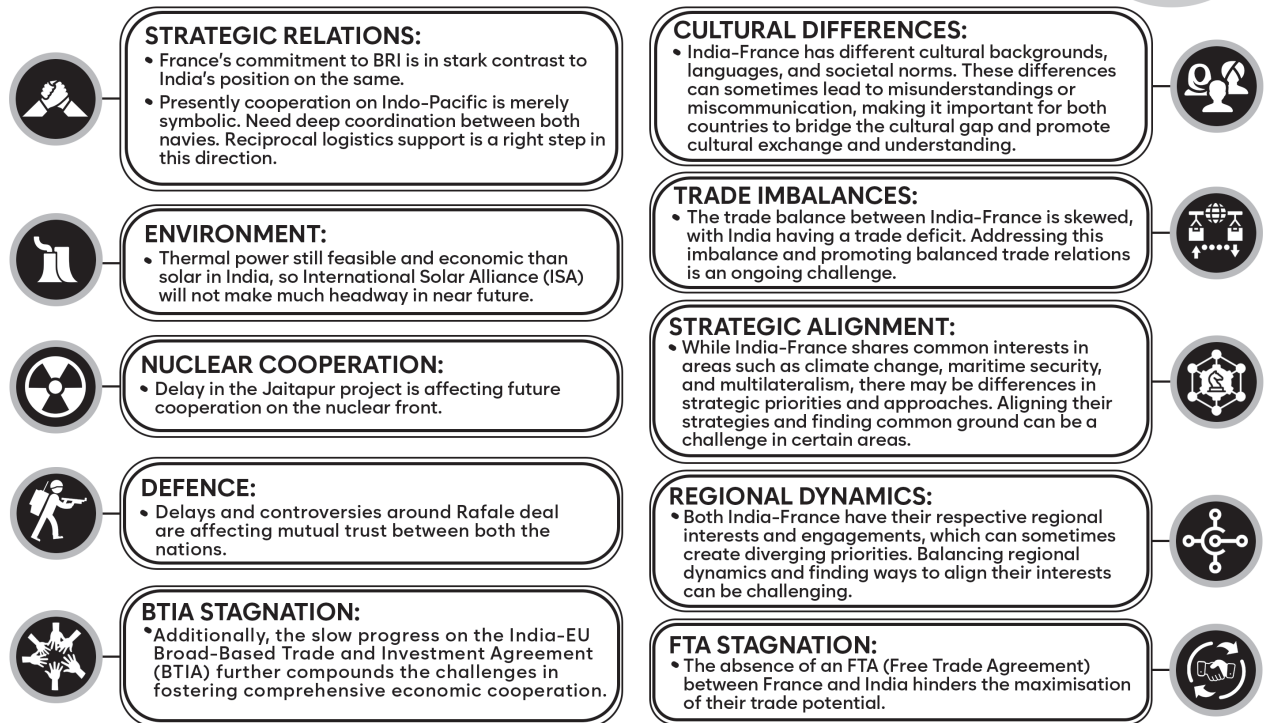 STRATEGIC RELATIONS:
• France's commitment to BRI is in stark contrast to
India's position on the same.
• Presently cooperation on Indo-Pacific is merely
symbolic. Need deep coordination between both
navies. Reciprocal logistics support is a right step in
this direction.
ENVIRONMENT:
• Thermal power still feasible and economic than
solar in India, so International Solar Alliance (ISA)
will not make much headway in near future.
NUCLEAR COOPERATION:
• Delay in the Jaitapur project is affecting future
cooperation on the nuclear front.
DEFENCE:
• Delays and controversies around Rafale deal
are affecting mutual trust between both the
nations.
BTIA STAGNATION:
• Additionally, the slow progress on the India-EU
Broad-Based Trade and Investment Agreement
(BTIA) further compounds the challenges in
fostering comprehensive economic cooperation.
CULTURAL DIFFERENCES:
• India-France has different cultural backgrounds,
languages, and societal norms. These differences
can sometimes lead to misunderstandings or
miscommunication, making it important for both
countries to bridge the cultural gap and promote
cultural exchange and understanding.
TRADE IMBALANCES:
• The trade balance between India-France is skewed,
with India having a trade deficit. Addressing this
imbalance and promoting balanced trade relations
is an ongoing challenge.
STRATEGIC ALIGNMENT:
• While India-France shares common interests in
areas such as climate change, maritime security,
and multilateralism, there may be differences in
strategic priorities and approaches. Aligning their
strategies and finding common ground can be a
challenge in certain areas.
REGIONAL DYNAMICS:
• Both India-France have their respective regional
interests and engagements, which can sometimes
create diverging priorities. Balancing regional
dynamics and finding ways to align their interests
can be challenging.
FTA STAGNATION:
• The absence of an FTA (Free Trade Agreement)
between France and India hinders the maximisation
of their trade potential.